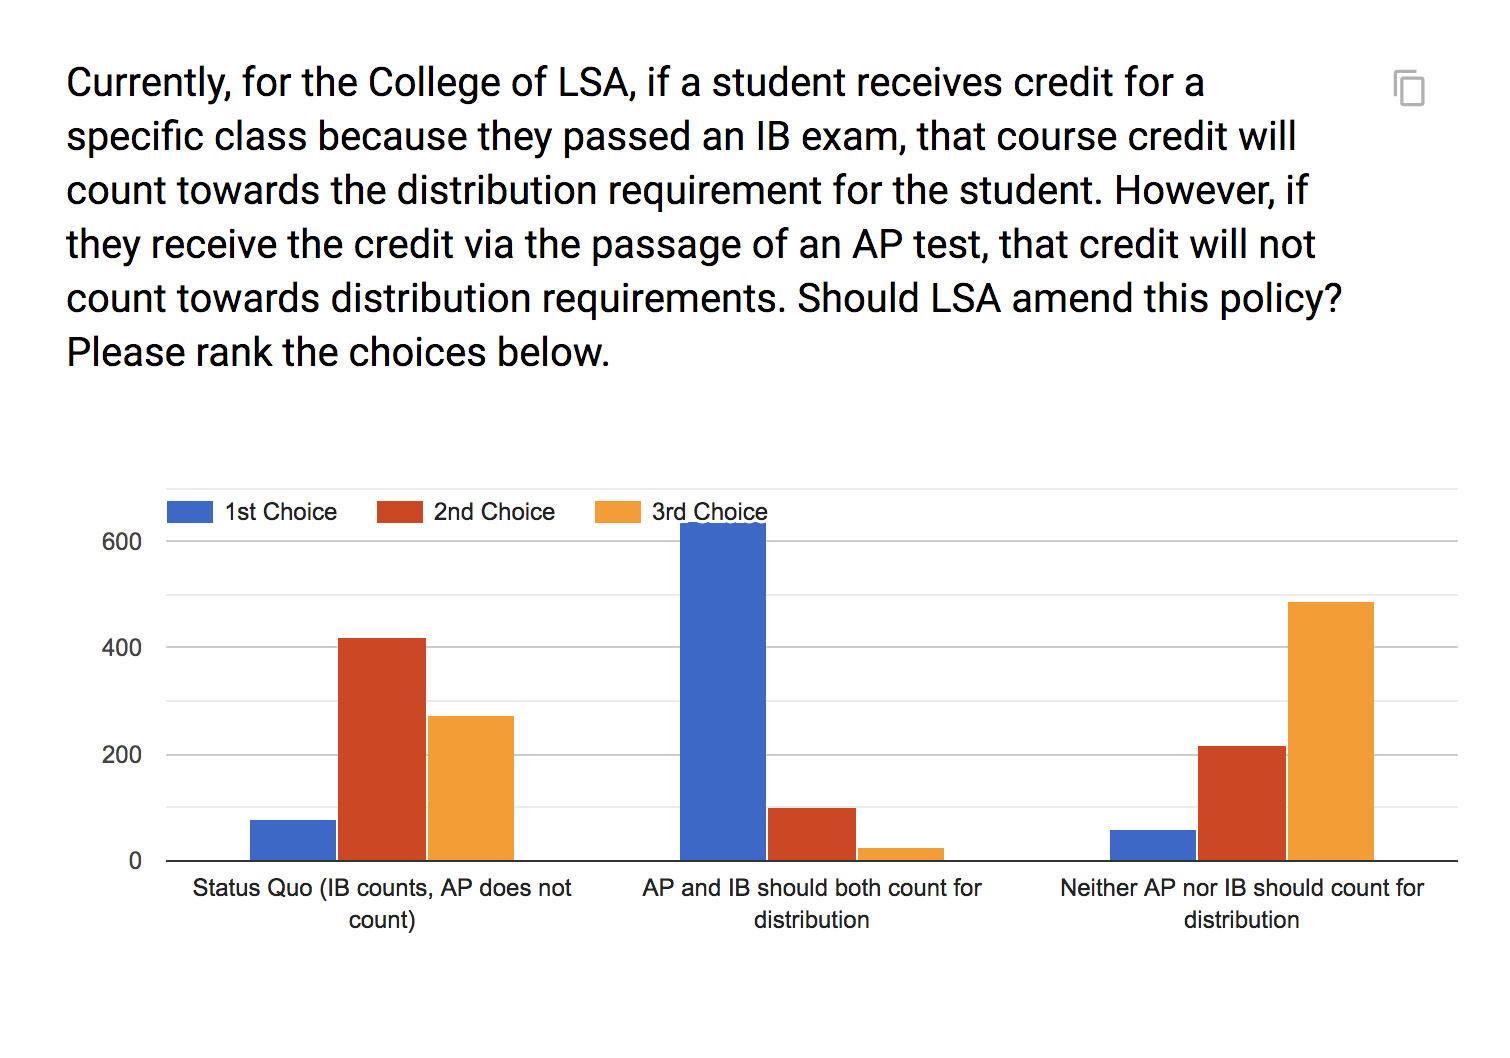 Currently, for the College of LSA, if a student receives credit for a
specific class because they passed an IB exam, that course credit will
count towards the distribution requirement for the student. However, if
they receive the credit via the passage of an AP test, that credit will not
count towards distribution requirements. Should LSA amend this policy?
Please rank the choices below.
1st Choice 2nd Choice 3rd Choice
600
400
200
0
Status Quo (IB counts, AP does not
count)
AP and IB should both count for
distribution
Neither AP nor IB should count for
distribution